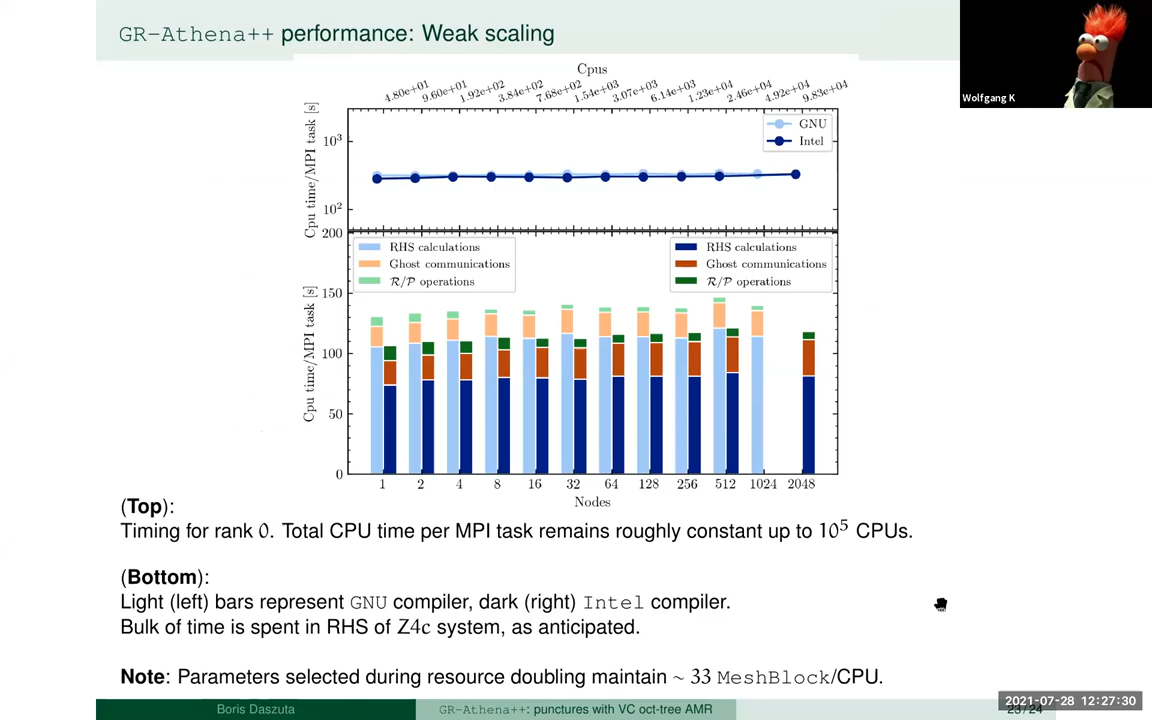 GR-Athena++ performance: Weak scaling
Wolfgang K
Cpus
4.80e+01 9.60e+01 1.92e+02 3.84e+02 7.68e+02 1.54e+03 3.07e+03 6.14e+03 1.23e+04 2.46e+04 4.92e+04 9.83e+04
Cpu time/MPI task [s]
10³
10²
GNU
Intel
Cpu time/MPI task [s]
200
150
100
50
0
RHS calculations
Ghost communications
R/P operations
RHS calculations
Ghost communications
R/P operations
1 2 4 8 16 32 64 128 256 512 1024 2048
Nodes
(Top):
Timing for rank 0. Total CPU time per MPI task remains roughly constant up to 10⁵ CPUs.
(Bottom):
Light (left) bars represent GNU compiler, dark (right) Intel compiler.
Bulk of time is spent in RHS of Z4c system, as anticipated.
Note: Parameters selected during resource doubling maintain ~ 33 MeshBlock/CPU.
Boris Daszuta
GR-Athena++: punctures with VC oct-tree AMR
23/24
2021-07-28 12:27:30